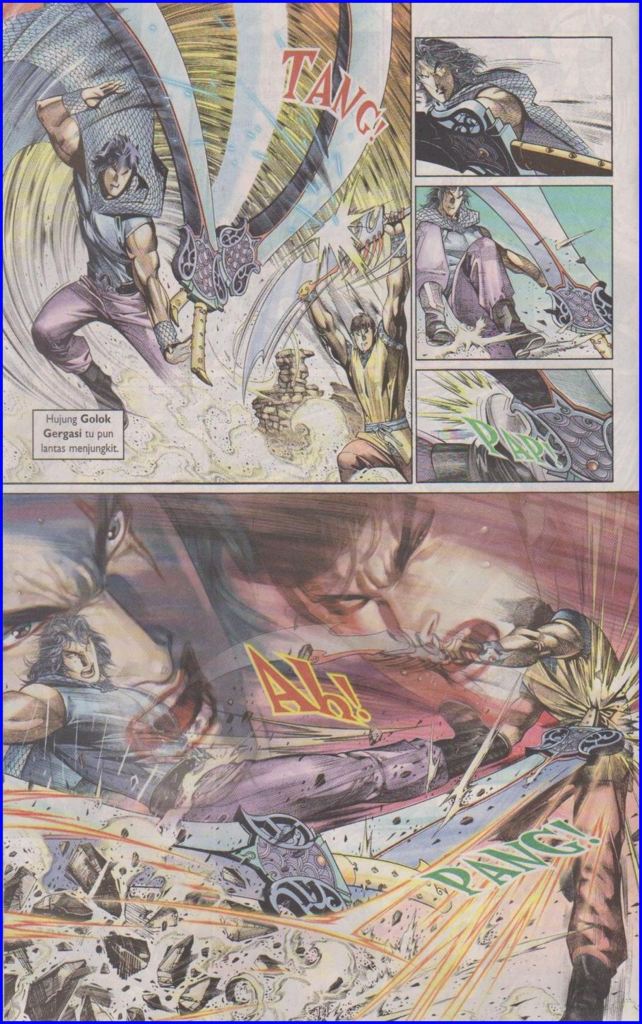 TANG!
Hujung Golok
Gergasi tu pun
lantas menjungkit.
PAP!
Ah!
PANG!